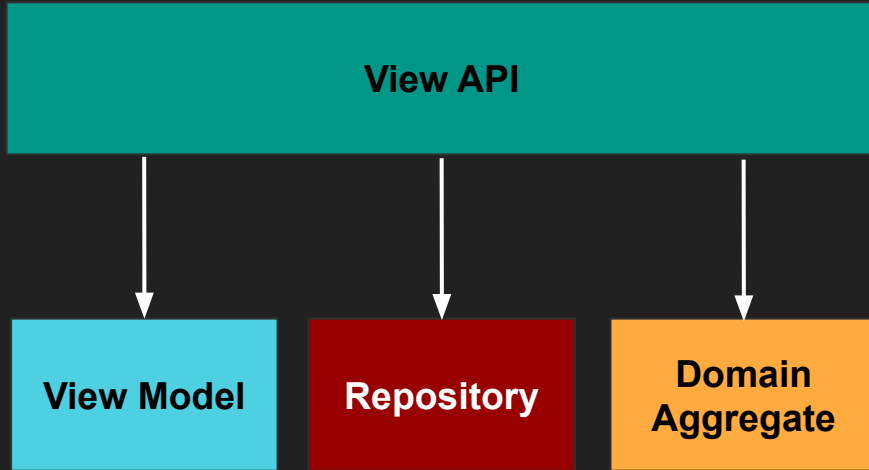 View API
View Model
Repository
Domain
Aggregate